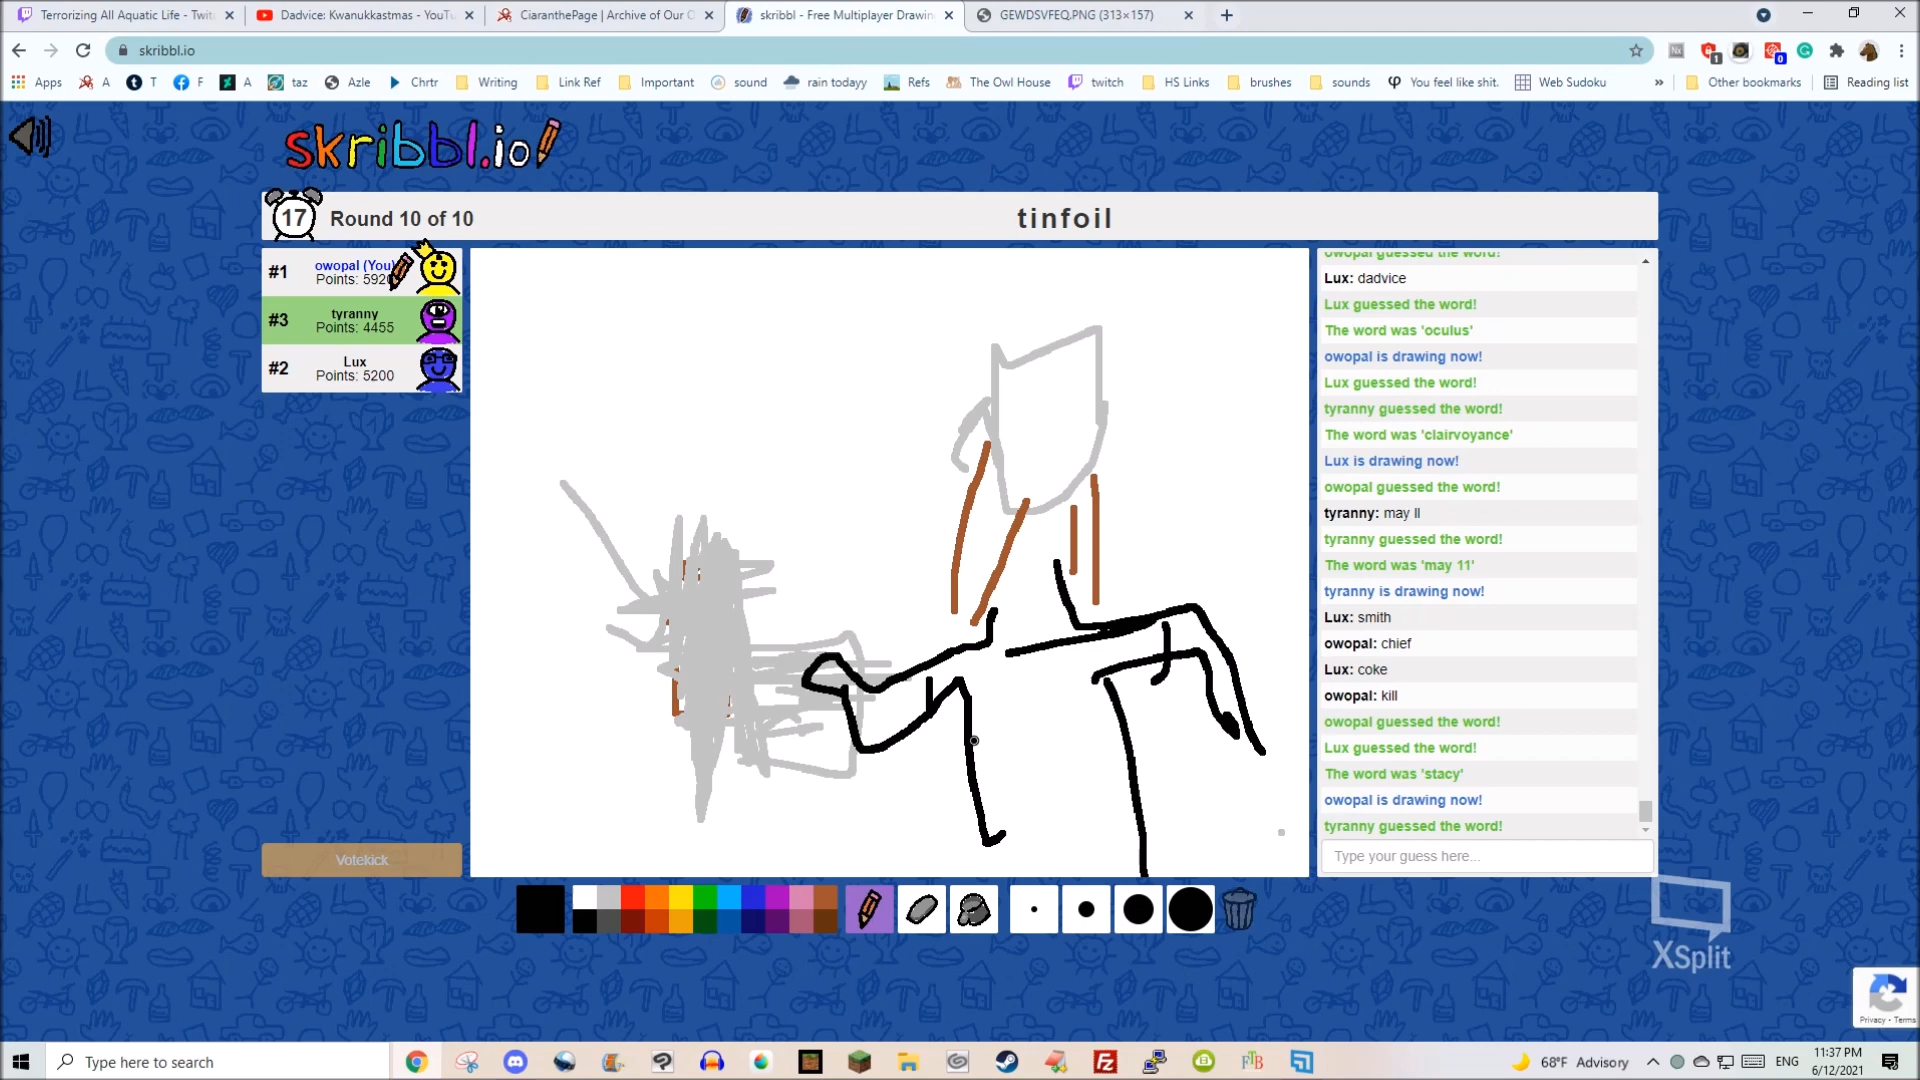 Terrorizing All Aquatic Life - Twit
Dadvice: Kwanukkastmas - YouTu
CiaranthePage | Archive of Our O
skribbl - Free Multiplayer Drawin
GEWDSVFEQ.PNG (313×157)
skribbl.io
Apps
A
T
F
A
taz
Azle
Chrtr
Writing
Link Ref
Important
sound
rain todayy
Refs
The Owl House
twitch
HS Links
brushes
sounds
You feel like shit.
Web Sudoku
»
Other bookmarks
Reading list
skribbl.io
17
Round 10 of 10
tinfoil
#1
owopal (You)
Points: 5920
#3
tyranny
Points: 4455
#2
Lux
Points: 5200
Votekick
owopal guessed the word!
Lux: dadvice
Lux guessed the word!
The word was 'oculus'
owopal is drawing now!
Lux guessed the word!
tyranny guessed the word!
The word was 'clairvoyance'
Lux is drawing now!
owopal guessed the word!
tyranny: may ll
tyranny guessed the word!
The word was 'may 11'
tyranny is drawing now!
Lux: smith
owopal: chief
Lux: coke
owopal: kill
owopal guessed the word!
Lux guessed the word!
The word was 'stacy'
owopal is drawing now!
tyranny guessed the word!
Type your guess here...
XSplit
Privacy - Terms
Type here to search
68°F Advisory
ENG
11:37 PM
6/12/2021